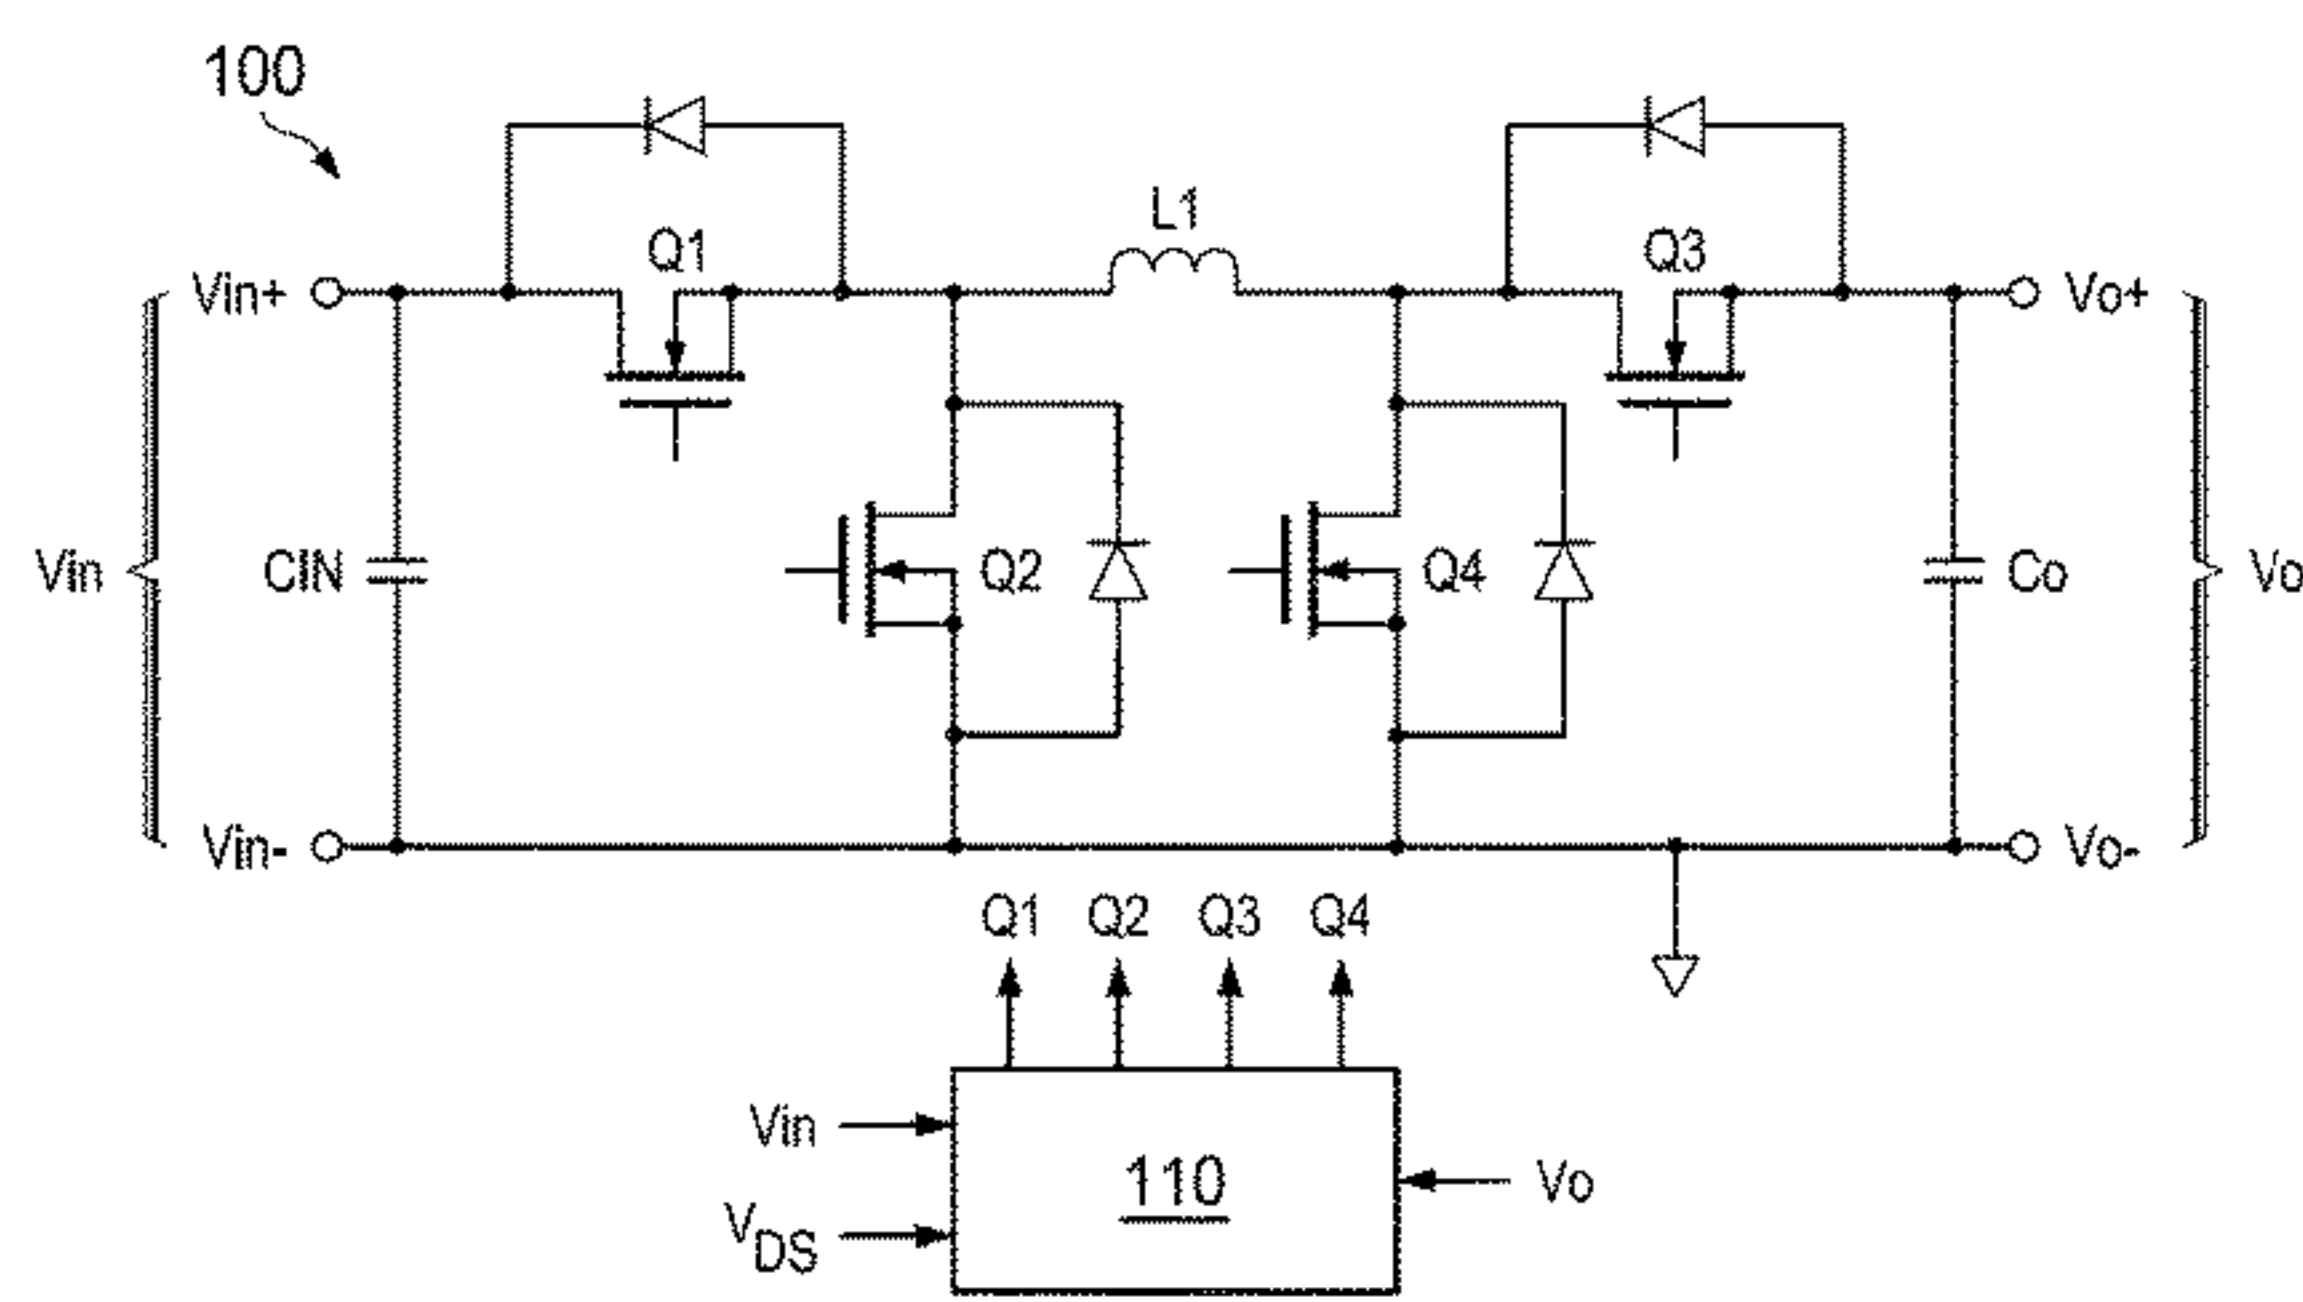 100
L1
Q1
Q3
Vin+
Vo+
Vin
CIN
Q2
Q4
Co
Vo
Vin-
Vo-
Q1 Q2 Q3 Q4
Vin
110
Vo
VDS